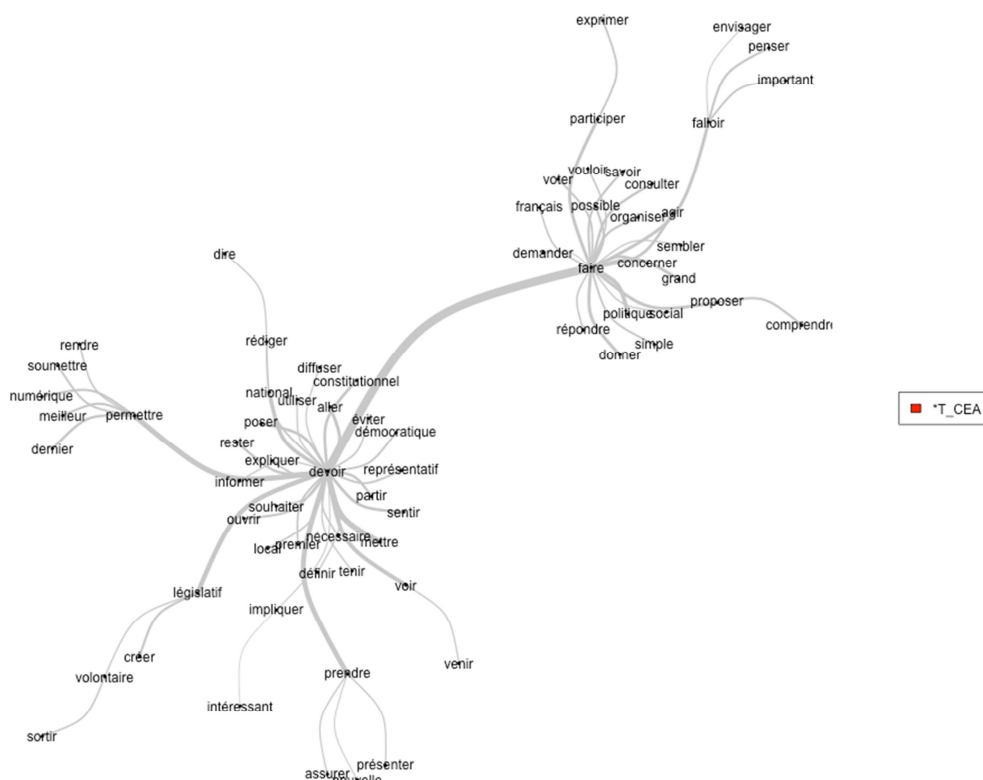 exprimer
envisager
penser
important
participer
falloir
vouloir
savoir
voter
consulter
français
possible
organiser
agir
demander
sembler
concerner
faire
grand
proposer
politique
social
comprendre
répondre
simple
donner
dire
rédiger
rendre
soumettre
diffuser
constitutionnel
numérique
national
utiliser
aller
meilleur
permettre
poser
éviter
démocratique
dernier
rester
expliquer
devoir
représentatif
informer
partir
souhaiter
sentir
ouvrir
nécessaire
mettre
local
premier
définir
tenir
voir
législatif
impliquer
créer
venir
prendre
volontaire
intéressant
sortir
présenter
assurer
*T_CEA